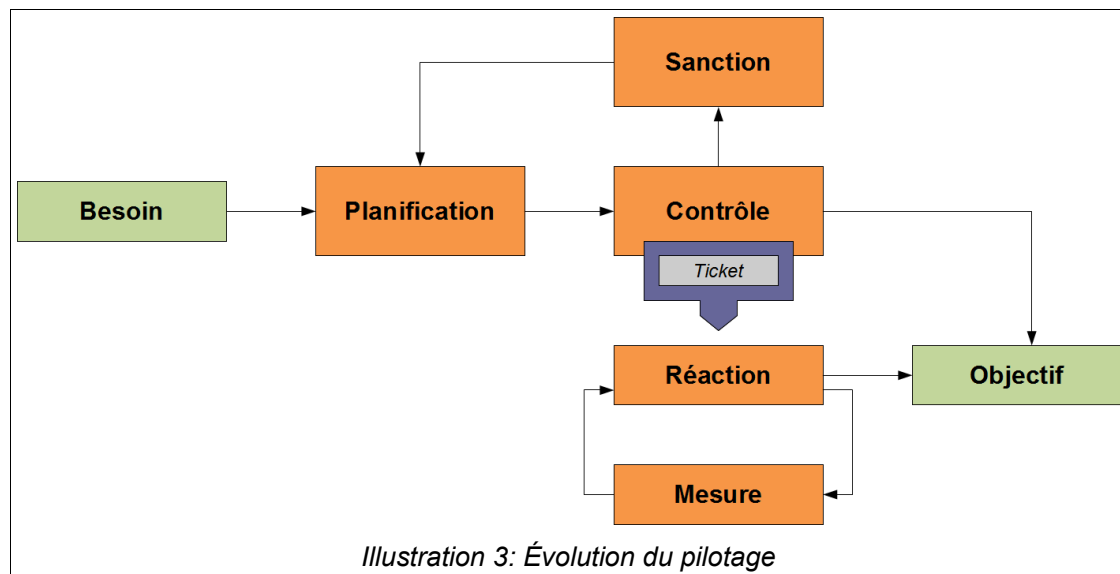 Sanction
Besoin
Planification
Contrôle
Ticket
Réaction
Objectif
Mesure
Illustration 3: Évolution du pilotage